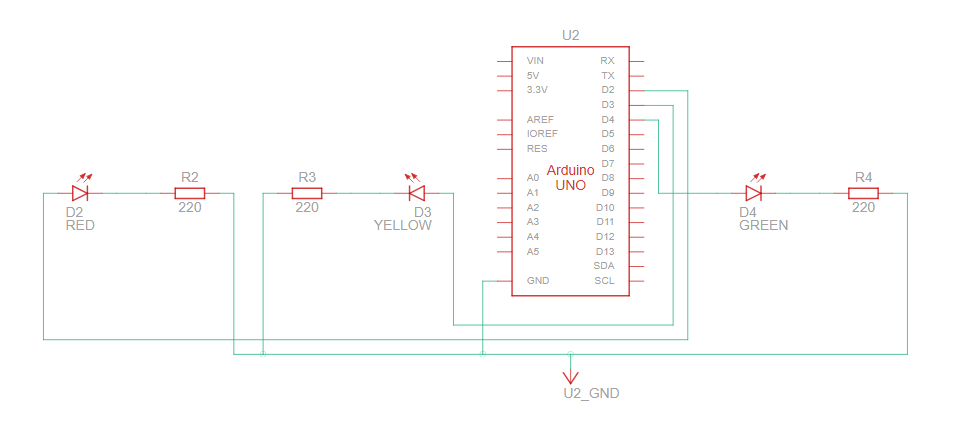 U2
VIN
5V
3.3V
AREF
IOREF
RES
A0
A1
A2
A3
A4
A5
GND
Arduino
UNO
RX
TX
D2
D3
D4
D5
D6
D7
D8
D9
D10
D11
D12
D13
SDA
SCL
D2
RED
R2
220
R3
220
D3
YELLOW
D4
GREEN
R4
220
U2_GND